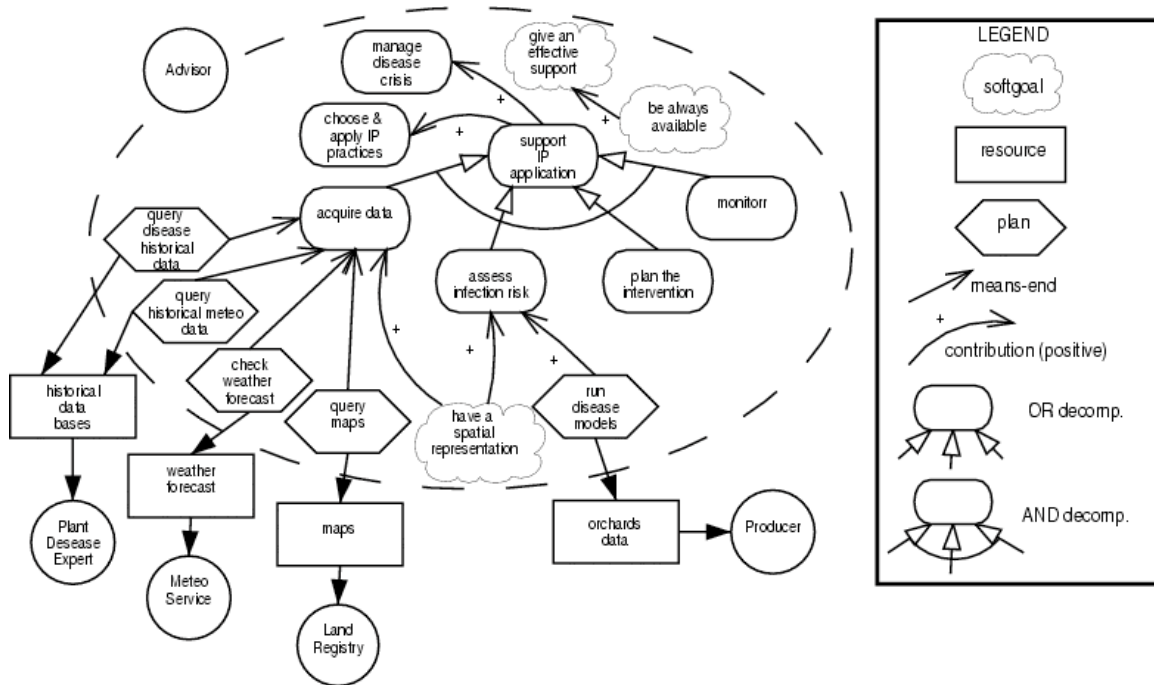 Advisor
manage
disease
crisis
give an
effective
support
be always
available
choose &
apply IP
practices
support
IP
application
+
+
+
acquire data
monitorr
query
disease
historical
data
query
historical meteo
data
assess
infection risk
plan the
intervention
+
+
+
check
weather
forecast
historical
data
bases
query
maps
have a
spatial
representation
run
disease
models
weather
forecast
maps
orchards
data
Producer
Plant
Desease
Expert
Meteo
Service
Land
Registry
LEGEND
softgoal
resource
plan
means-end
+
contribution (positive)
OR decomp.
AND decomp.